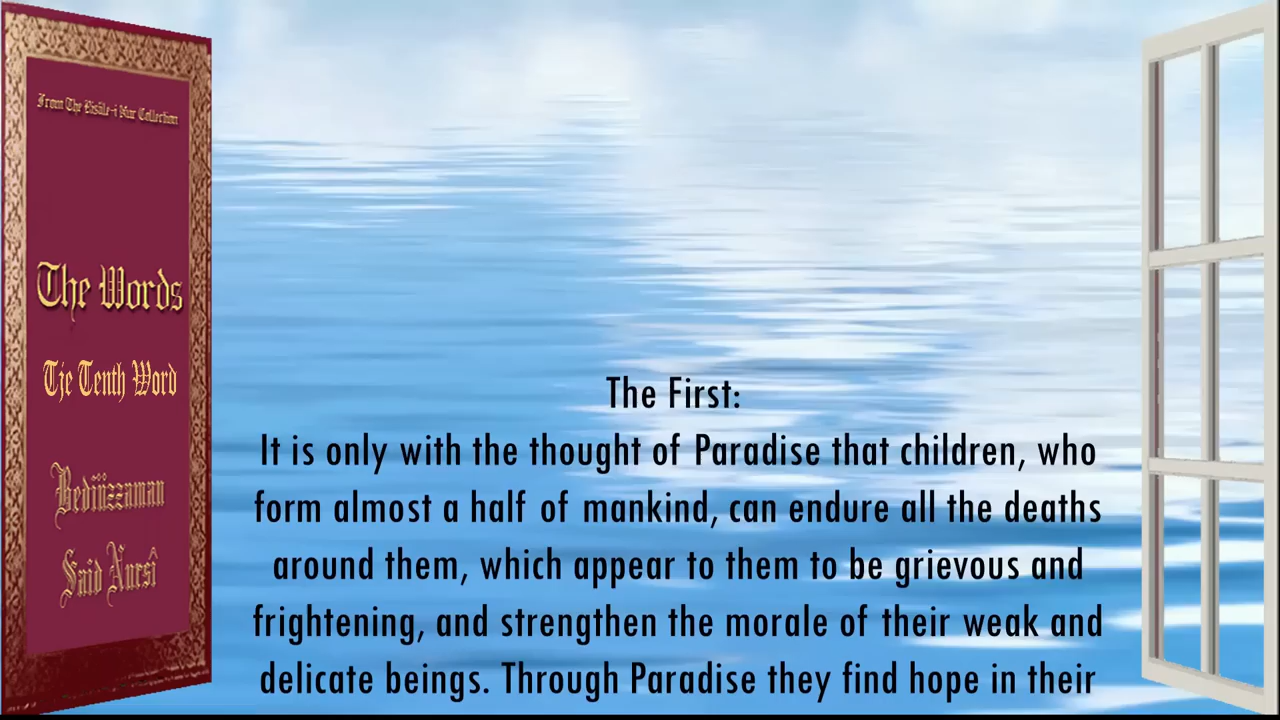 From The Risâle-i Nur Collection
The Words
Tje Tenth Word
Bediüzzaman
Said Nursî
The First:
It is only with the thought of Paradise that children, who
form almost a half of mankind, can endure all the deaths
around them, which appear to them to be grievous and
frightening, and strengthen the morale of their weak and
delicate beings. Through Paradise they find hope in their